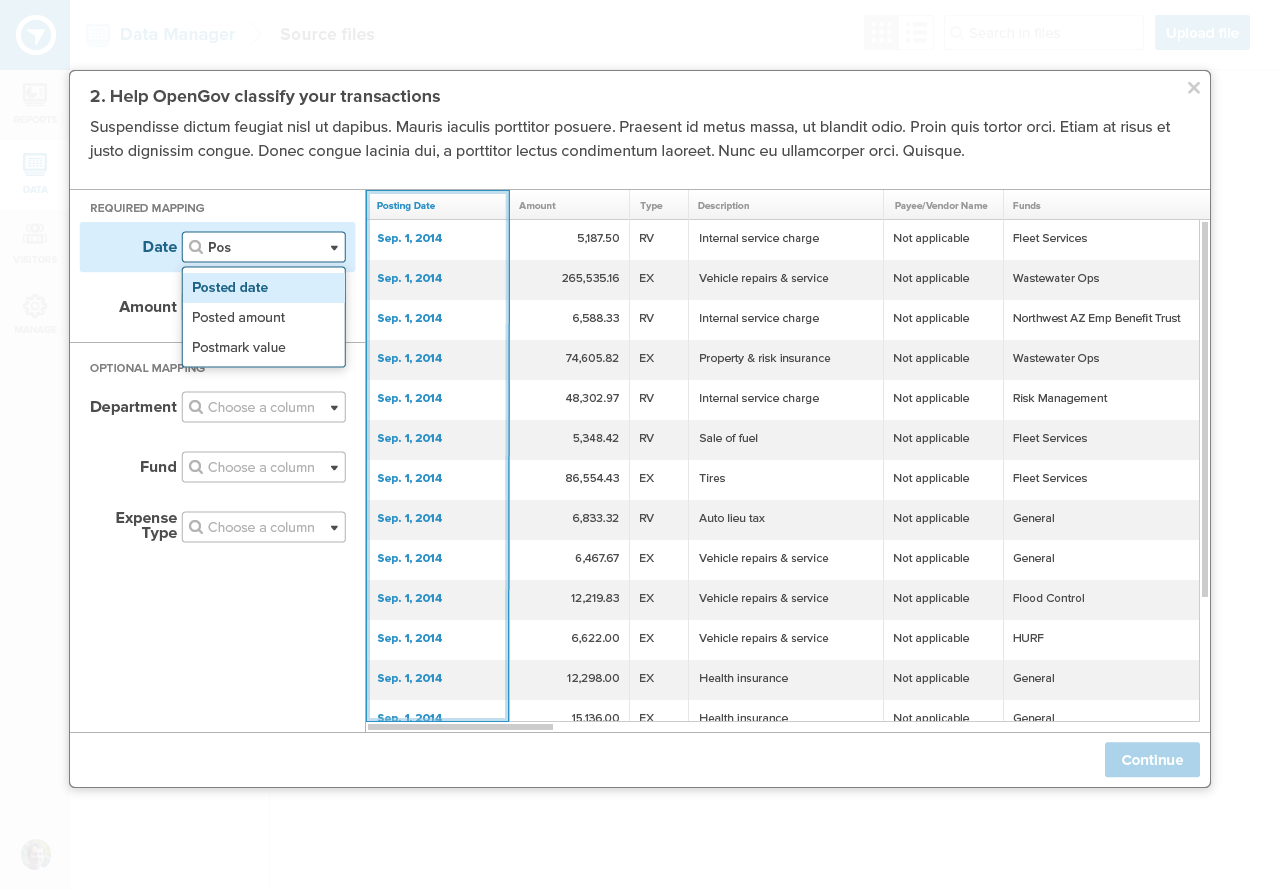 Data Manager
Source files
Search in files
Upload file
REPORTS
DATA
VISITORS
MANAGE
2. Help OpenGov classify your transactions
Suspendisse dictum feugiat nisl ut dapibus. Mauris iaculis porttitor posuere. Praesent id metus massa, ut blandit odio. Proin quis tortor orci. Etiam at risus et
justo dignissim congue. Donec congue lacinia dui, a porttitor lectus condimentum laoreet. Nunc eu ullamcorper orci. Quisque.
REQUIRED MAPPING
Date Pos
Posted date
Posted amount
Postmark value
Amount
OPTIONAL MAPPING
Department Choose a column
Fund Choose a column
Expense
Type Choose a column
Posting Date Amount Type Description Payee/Vendor Name Funds
Sep. 1, 2014 5,187.50 RV Internal service charge Not applicable Fleet Services
Sep. 1, 2014 265,535.16 EX Vehicle repairs & service Not applicable Wastewater Ops
Sep. 1, 2014 6,588.33 RV Internal service charge Not applicable Northwest AZ Emp Benefit Trust
Sep. 1, 2014 74,605.82 EX Property & risk insurance Not applicable Wastewater Ops
Sep. 1, 2014 48,302.97 RV Internal service charge Not applicable Risk Management
Sep. 1, 2014 5,348.42 RV Sale of fuel Not applicable Fleet Services
Sep. 1, 2014 86,554.43 EX Tires Not applicable Fleet Services
Sep. 1, 2014 6,833.32 RV Auto lieu tax Not applicable General
Sep. 1, 2014 6,467.67 EX Vehicle repairs & service Not applicable General
Sep. 1, 2014 12,219.83 EX Vehicle repairs & service Not applicable Flood Control
Sep. 1, 2014 6,622.00 EX Vehicle repairs & service Not applicable HURF
Sep. 1, 2014 12,298.00 EX Health insurance Not applicable General
Sep. 1, 2014 15,136.00 EX Health insurance Not applicable General
Continue